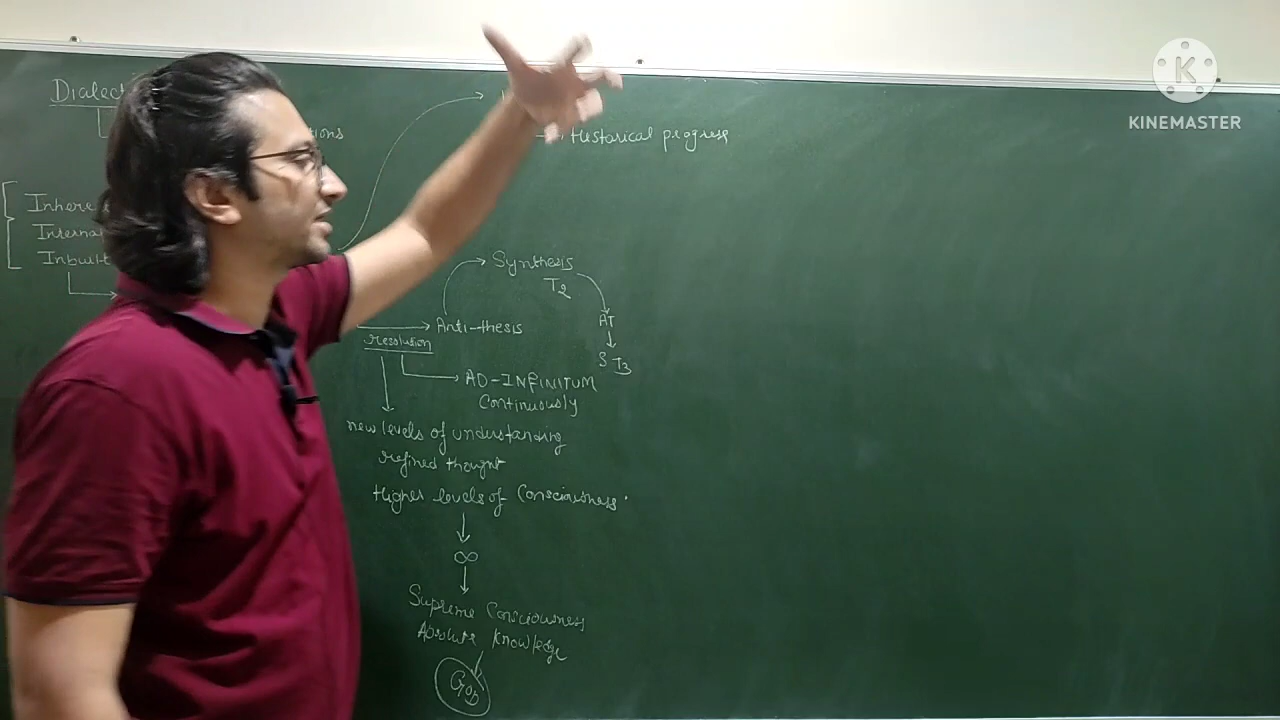 Dialec
tions
Historical progress
Inhere
Interna
Inbuilt
Synthesis
T2
Anti-thesis
AT
Resolution
S T3
AD-INFINITUM
Continuously
new levels of understanding
refined thought
Higher levels of Consciousness
∞
Supreme Consciousness
Absolute Knowledge
GOD
K
KINEMASTER